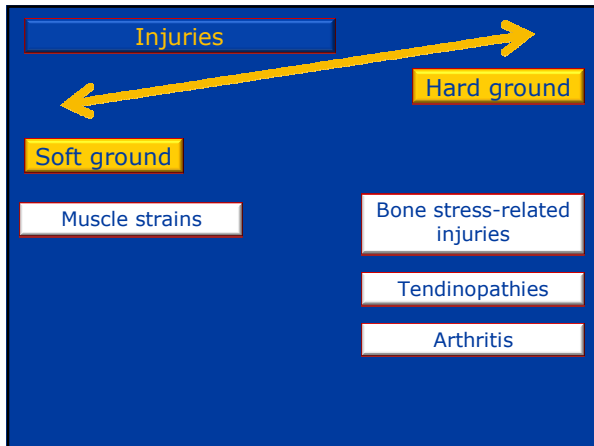 Injuries
Hard ground
Soft ground
Muscle strains
Bone stress-related
injuries
Tendinopathies
Arthritis